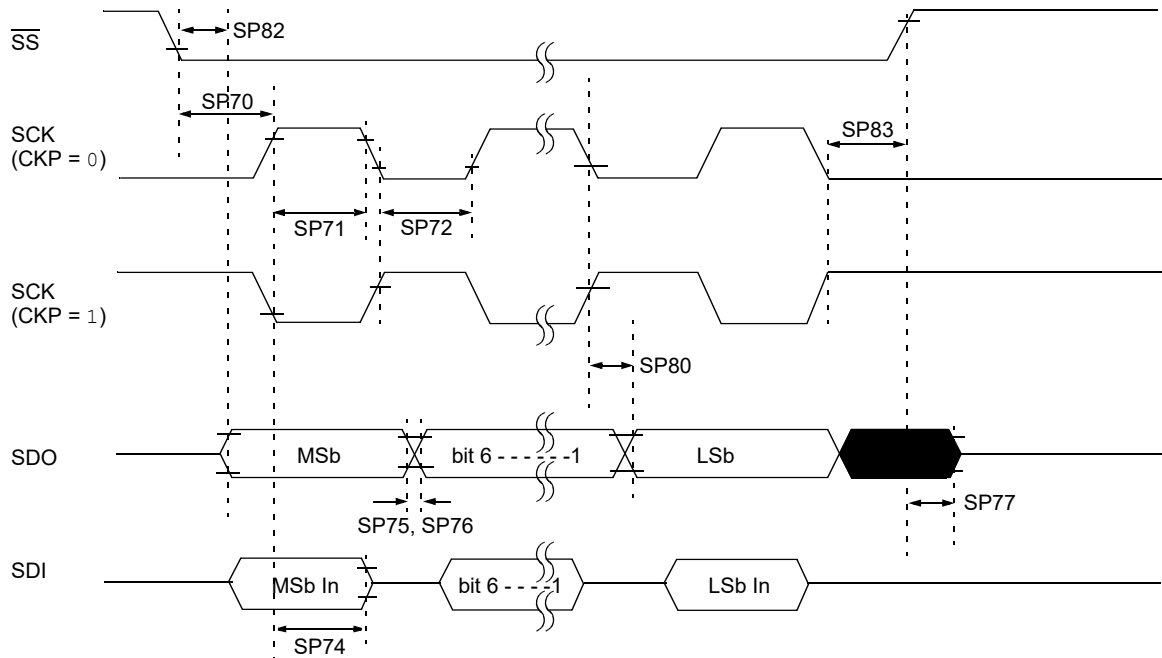 SS
SP82
SP70
SCK
(CKP = 0)
SP83
SP71
SP72
SCK
(CKP = 1)
SP80
SDO
MSb
bit 6 - - - - - -1
LSb
SP77
SP75, SP76
SDI
MSb In
bit 6 - - - -1
LSb In
SP74